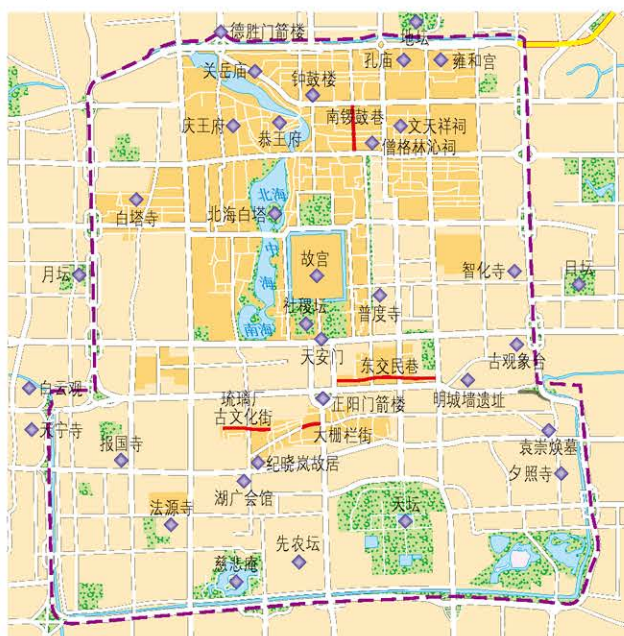 德胜门箭楼
地坛
关岳庙
孔庙
雍和宫
钟鼓楼
南锣鼓巷
文天祥祠
庆王府
恭王府
僧格林沁祠
白塔寺
北海
北海白塔
中海
故宫
月坛
智化寺
日坛
普度寺
社稷坛
南海
天安门
古观象台
东交民巷
白云观
琉璃厂
古文化街
正阳门箭楼
明城墙遗址
天宁寺
大栅栏街
袁崇焕墓
报国寺
纪晓岚故居
夕照寺
湖广会馆
法源寺
天坛
先农坛
慈悲庵